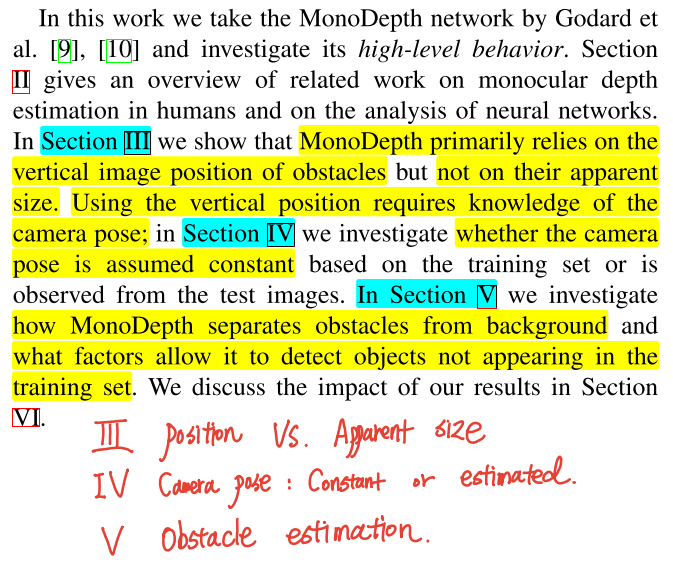 In this work we take the MonoDepth network by Godard et
al. [9], [10] and investigate its high-level behavior. Section
II gives an overview of related work on monocular depth
estimation in humans and on the analysis of neural networks.
In Section III we show that MonoDepth primarily relies on the
vertical image position of obstacles but not on their apparent
size. Using the vertical position requires knowledge of the
camera pose; in Section IV we investigate whether the camera
pose is assumed constant based on the training set or is
observed from the test images. In Section V we investigate
how MonoDepth separates obstacles from background and
what factors allow it to detect objects not appearing in the
training set. We discuss the impact of our results in Section
VI.
III position Vs. Apparent size
IV Camera pose : Constant or estimated.
V Obstacle estimation.